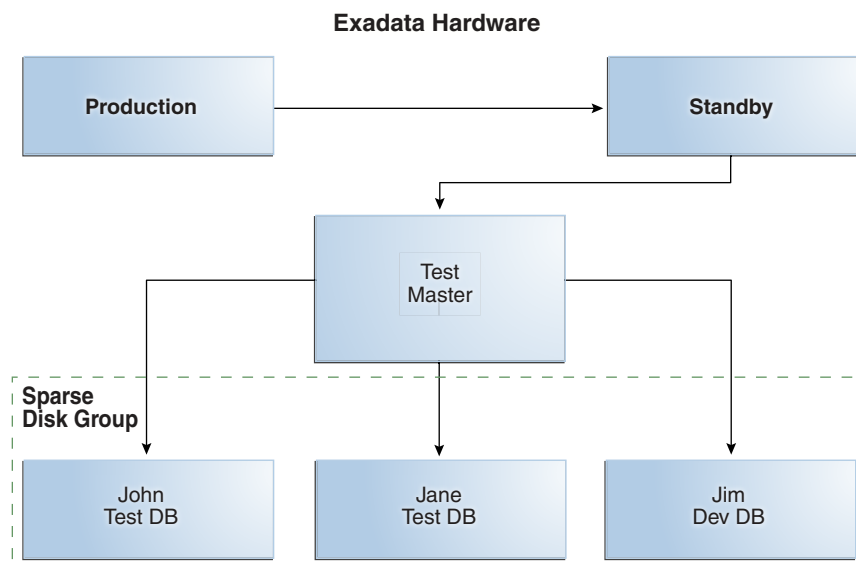 Exadata Hardware
Production
Standby
Test
Master
Sparse
Disk Group
John
Test DB
Jane
Test DB
Jim
Dev DB